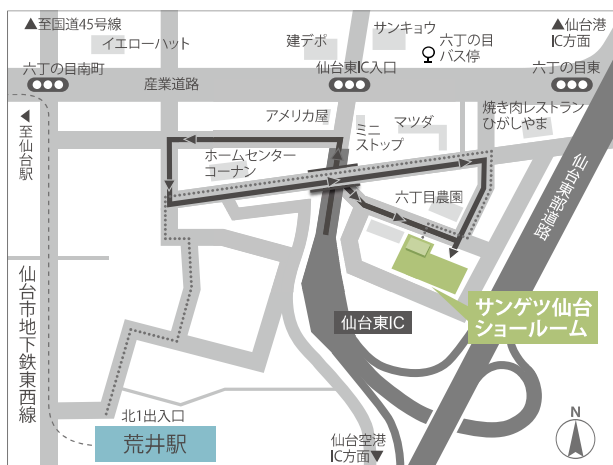 ▲至国道45号線
イエローハット
建デポ
サンキョウ
六丁の目
バス停
▲仙台港
IC方面
六丁の目南町
産業道路
仙台東IC入口
六丁の目東
▲至仙台駅
アメリカ屋
ミニ
ストップ
マツダ
焼き肉レストラン
ひがしやま
ホームセンター
コーナン
六丁目農園
仙台東部道路
仙台市地下鉄東西線
仙台東IC
サンゲツ仙台
ショールーム
北1出入口
荒井駅
仙台空港
IC方面▼
N